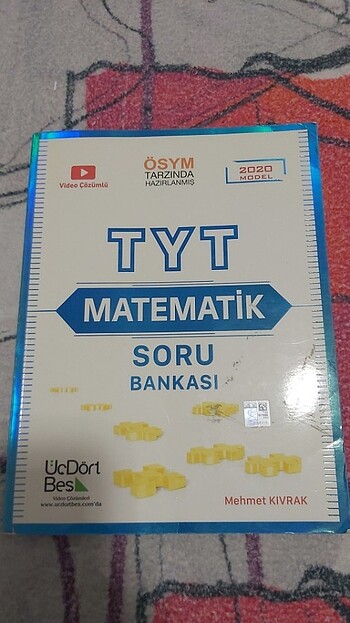 Video Çözümlü
ÖSYM
TARZINDA
HAZIRLANMIŞ
2020
MODEL
TYT
MATEMATİK
SORU
BANKASI
ÜçDört
Beş
Video Çözümleri
www.ucdortbes.com'da
Mehmet KIVRAK